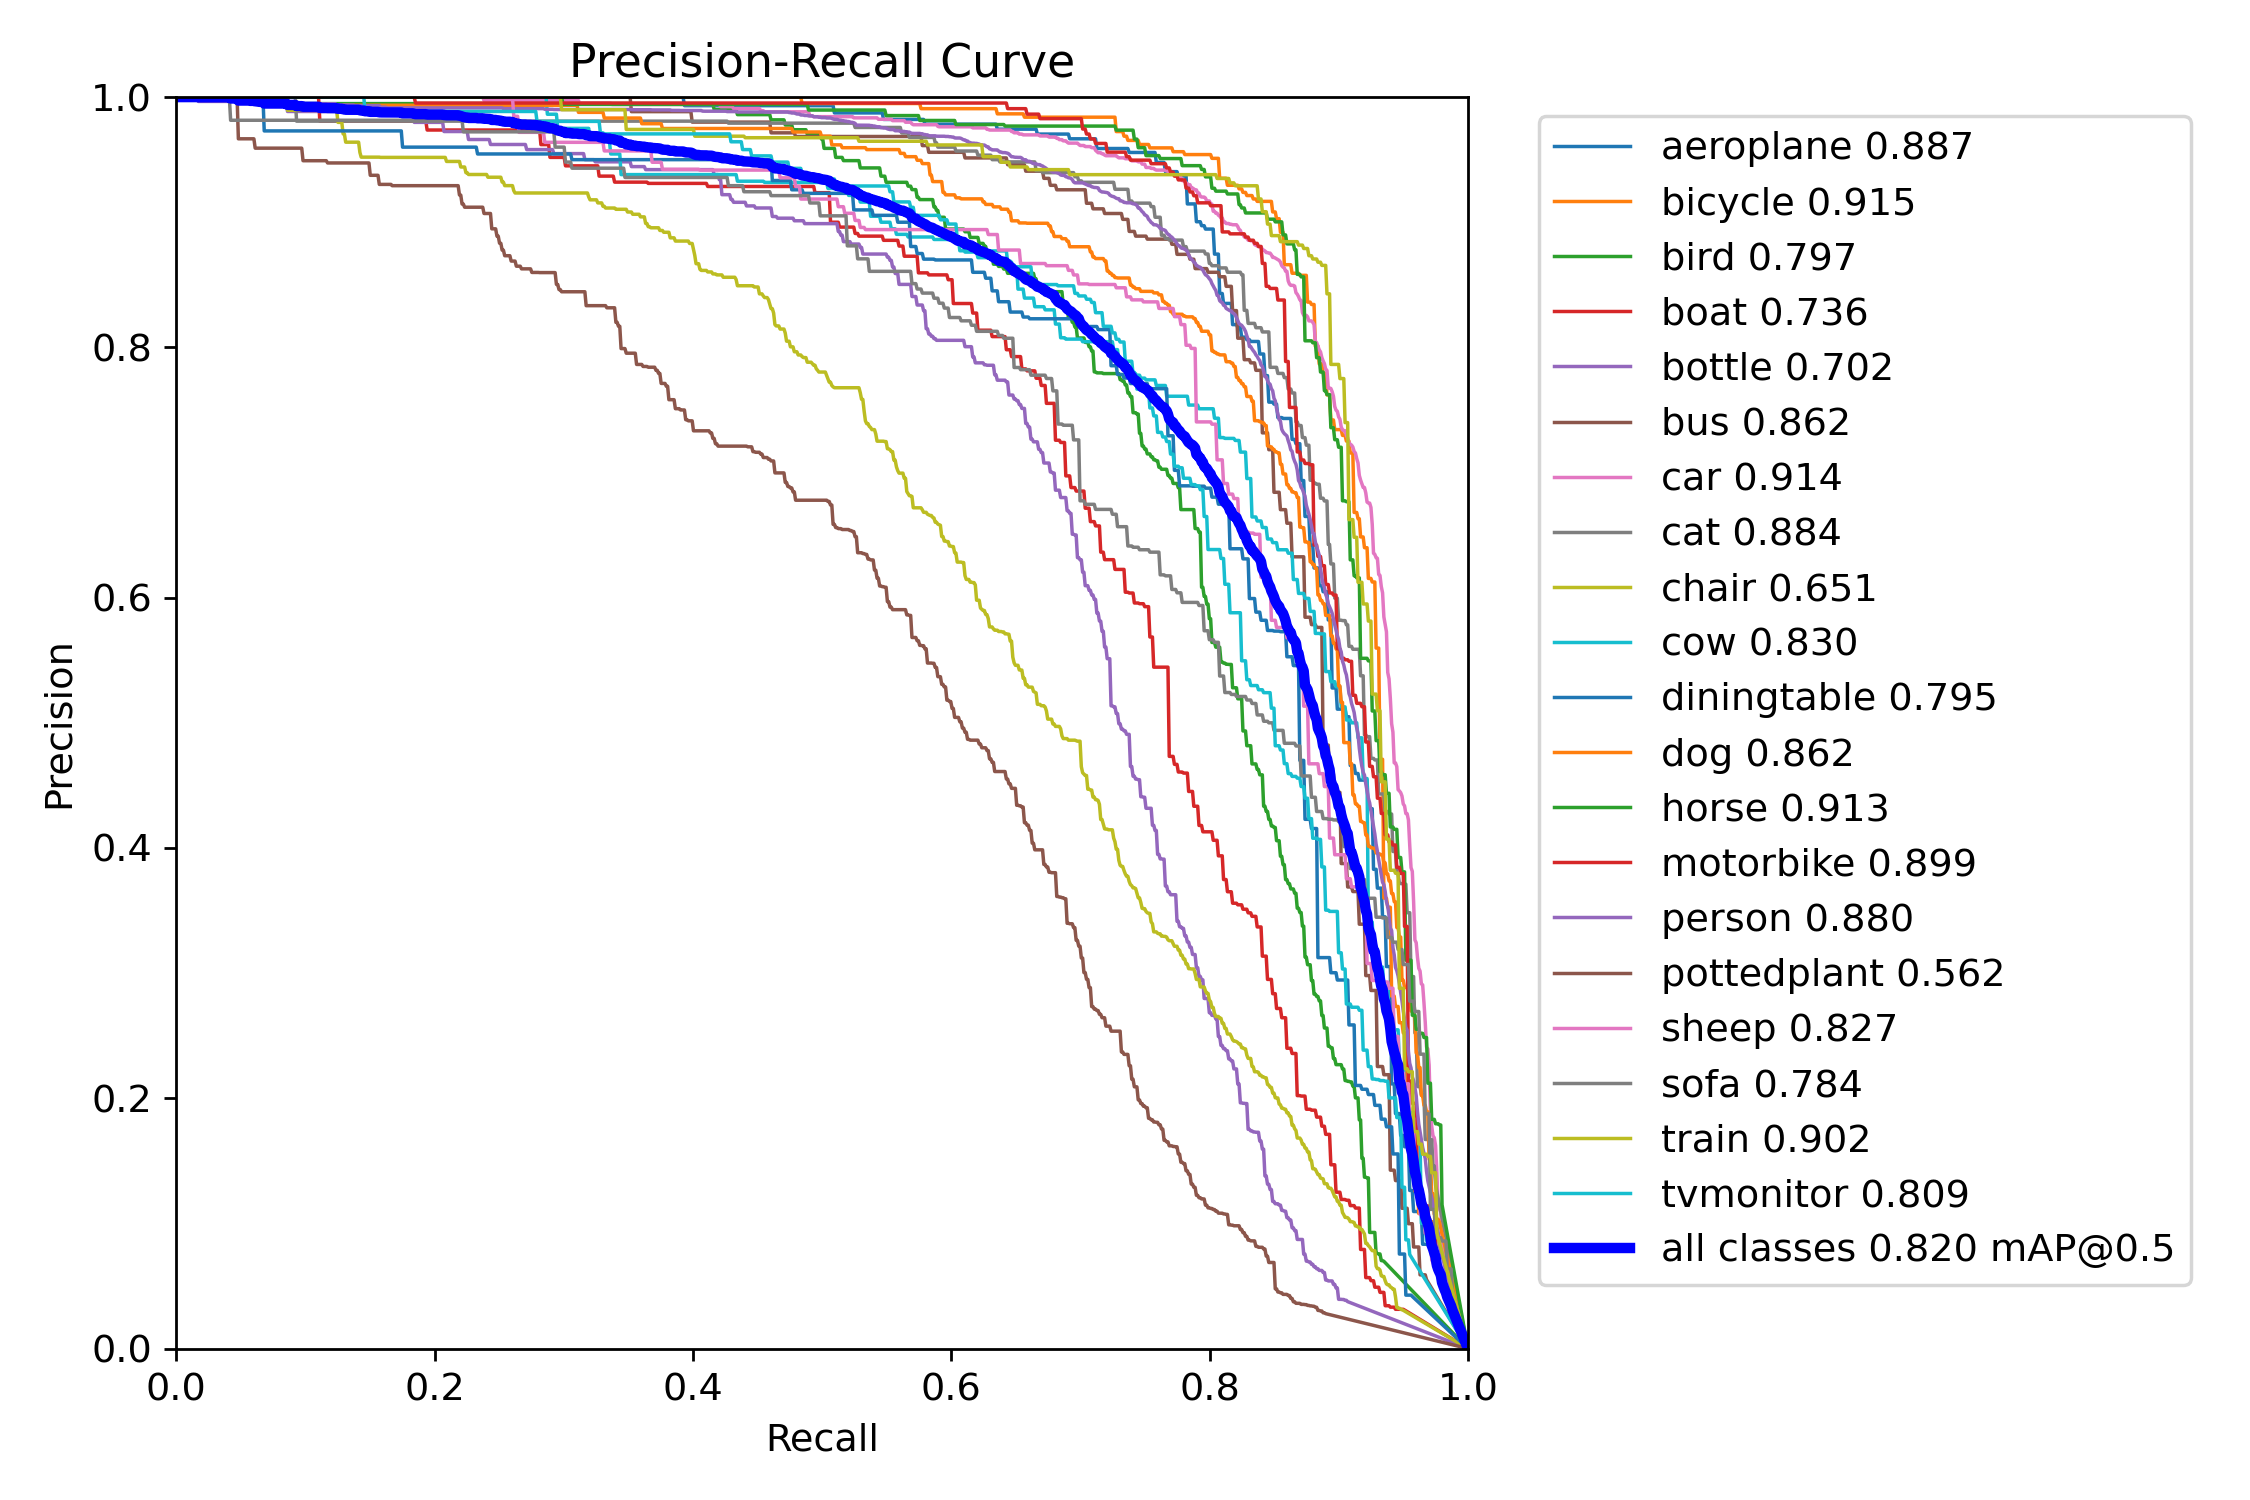 Precision-Recall Curve
1.0
0.8
0.6
0.4
0.2
0.0
Precision
0.0 0.2 0.4 0.6 0.8 1.0
Recall
aeroplane 0.887
bicycle 0.915
bird 0.797
boat 0.736
bottle 0.702
bus 0.862
car 0.914
cat 0.884
chair 0.651
cow 0.830
diningtable 0.795
dog 0.862
horse 0.913
motorbike 0.899
person 0.880
pottedplant 0.562
sheep 0.827
sofa 0.784
train 0.902
tvmonitor 0.809
all classes 0.820 mAP@0.5